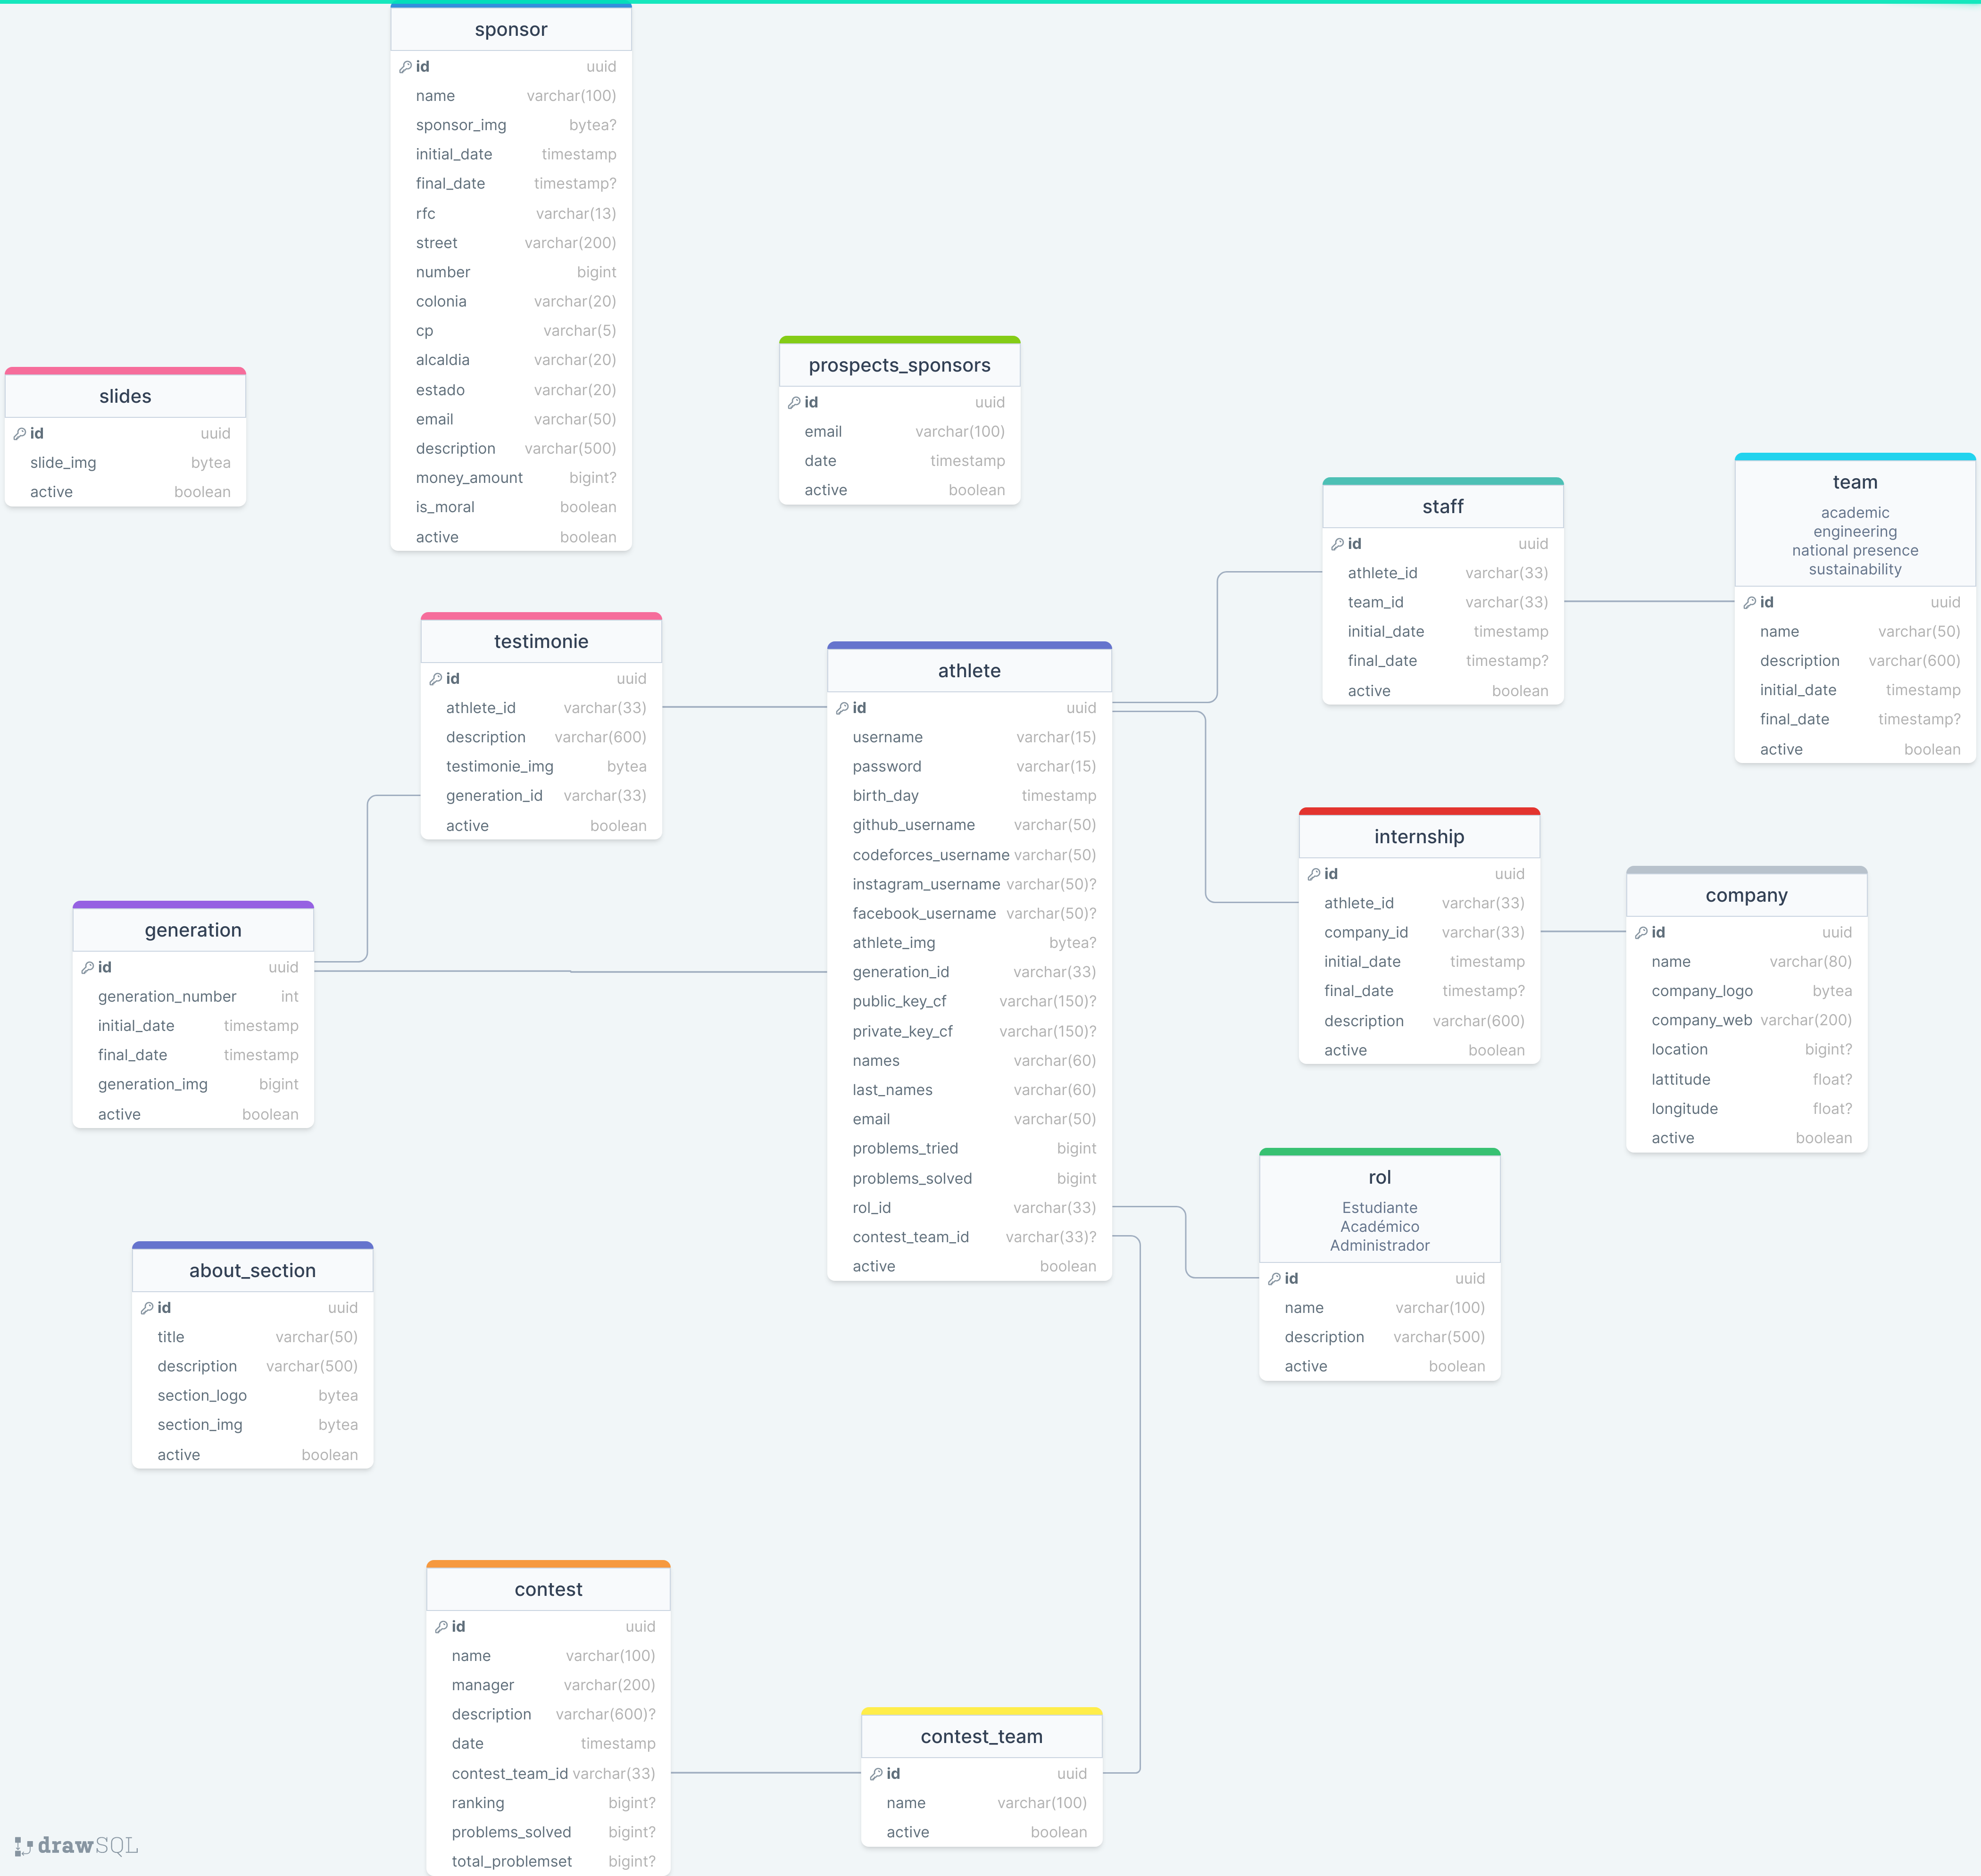 sponsor
id uuid
name varchar(100)
sponsor_img bytea?
initial_date timestamp
final_date timestamp?
rfc varchar(13)
street varchar(200)
number bigint
colonia varchar(20)
cp varchar(5)
alcaldia varchar(20)
estado varchar(20)
email varchar(50)
description varchar(500)
money_amount bigint?
is_moral boolean
active boolean
prospects_sponsors
id uuid
email varchar(100)
date timestamp
active boolean
slides
id uuid
slide_img bytea
active boolean
staff
id uuid
athlete_id varchar(33)
team_id varchar(33)
initial_date timestamp
final_date timestamp?
active boolean
team
academic
engineering
national presence
sustainability
id uuid
name varchar(50)
description varchar(600)
initial_date timestamp
final_date timestamp?
active boolean
testimonie
id uuid
athlete_id varchar(33)
description varchar(600)
testimonie_img bytea
generation_id varchar(33)
active boolean
athlete
id uuid
username varchar(15)
password varchar(15)
birth_day timestamp
github_username varchar(50)
codeforces_username varchar(50)
instagram_username varchar(50)?
facebook_username varchar(50)?
athlete_img bytea?
generation_id varchar(33)
public_key_cf varchar(150)?
private_key_cf varchar(150)?
names varchar(60)
last_names varchar(60)
email varchar(50)
problems_tried bigint
problems_solved bigint
rol_id varchar(33)
contest_team_id varchar(33)?
active boolean
internship
id uuid
athlete_id varchar(33)
company_id varchar(33)
initial_date timestamp
final_date timestamp?
description varchar(600)
active boolean
company
id uuid
name varchar(80)
company_logo bytea
company_web varchar(200)
location bigint?
lattitude float?
longitude float?
active boolean
generation
id uuid
generation_number int
initial_date timestamp
final_date timestamp
generation_img bigint
active boolean
rol
Estudiante
Académico
Administrador
id uuid
name varchar(100)
description varchar(500)
active boolean
about_section
id uuid
title varchar(50)
description varchar(500)
section_logo bytea
section_img bytea
active boolean
contest
id uuid
name varchar(100)
manager varchar(200)
description varchar(600)?
date timestamp
contest_team_id varchar(33)
ranking bigint?
problems_solved bigint?
total_problemset bigint?
contest_team
id uuid
name varchar(100)
active boolean
drawSQL